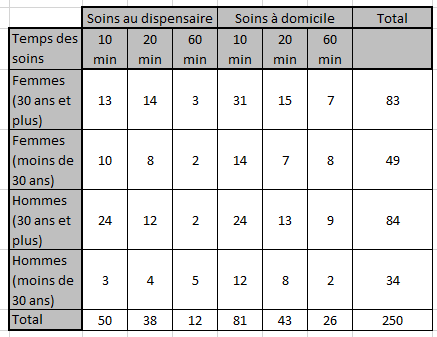 Soins au dispensaire Soins à domicile Total
Temps des soins 10 min 20 min 60 min 10 min 20 min 60 min
Femmes (30 ans et plus) 13 14 3 31 15 7 83
Femmes (moins de 30 ans) 10 8 2 14 7 8 49
Hommes (30 ans et plus) 24 12 2 24 13 9 84
Hommes (moins de 30 ans) 3 4 5 12 8 2 34
Total 50 38 12 81 43 26 250